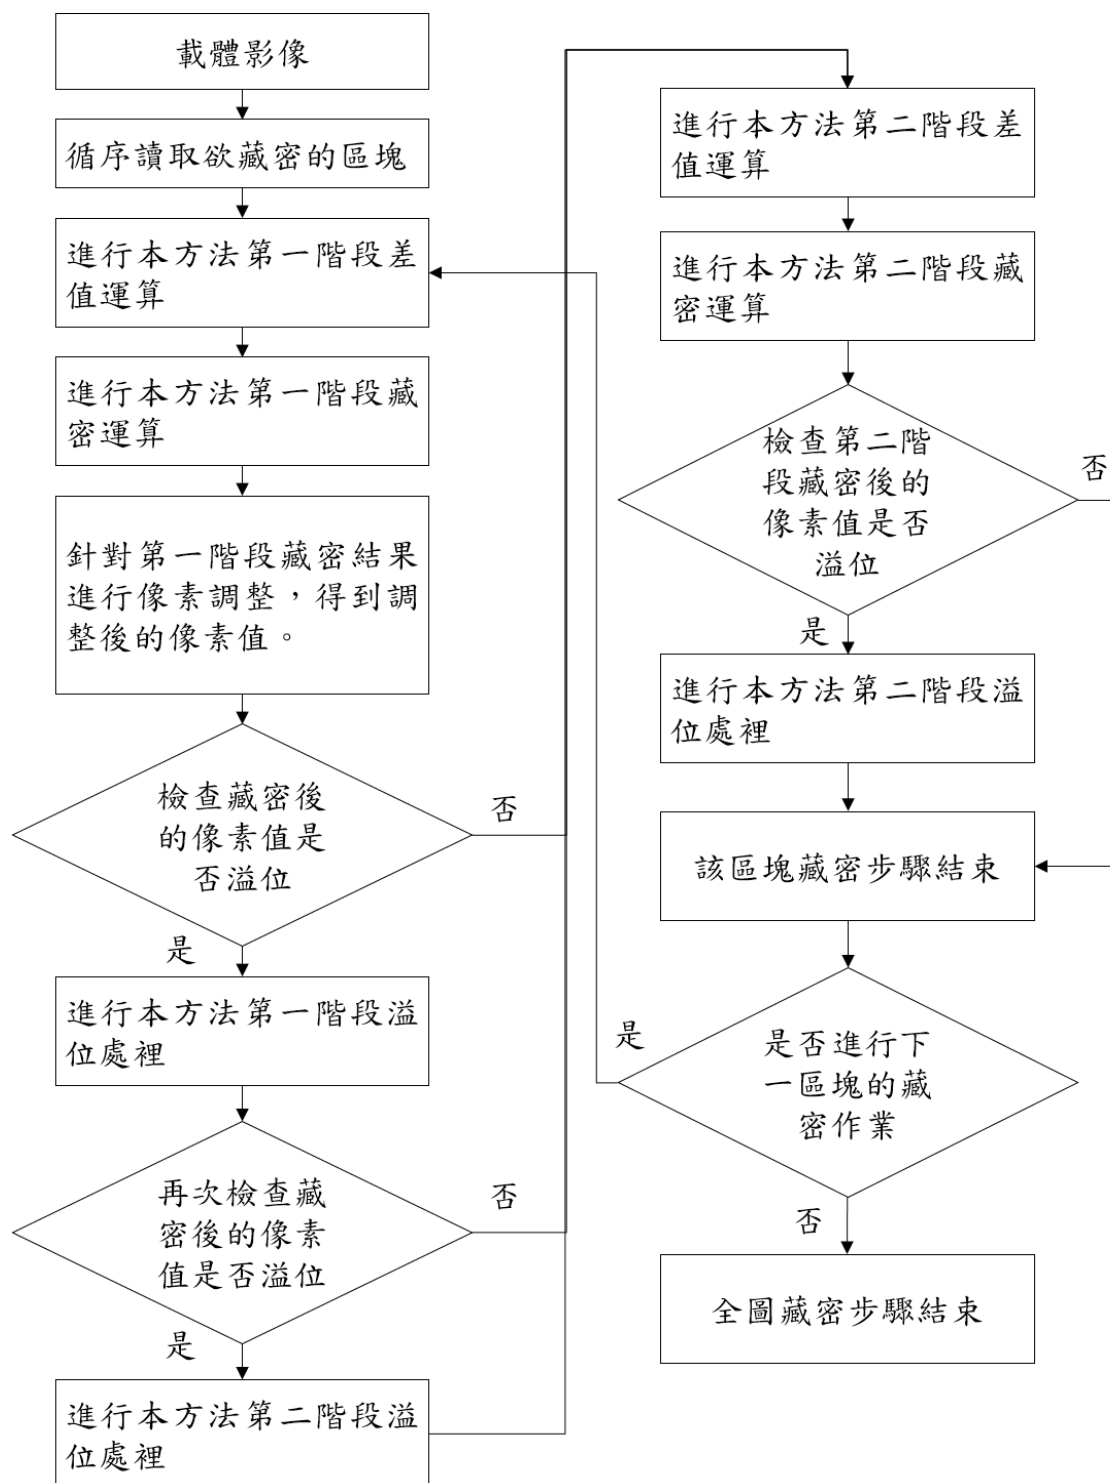 載體影像
循序讀取欲藏密的區塊
進行本方法第一階段差
值運算
進行本方法第一階段藏
密運算
針對第一階段藏密結果
進行像素調整，得到調
整後的像素值。
檢查藏密後
的像素值是
否溢位
否
是
進行本方法第一階段溢
位處裡
再次檢查藏
密後的像素
值是否溢位
否
是
進行本方法第二階段溢
位處裡
進行本方法第二階段差
值運算
進行本方法第二階段藏
密運算
檢查第二階
段藏密後的
像素值是否
溢位
否
是
進行本方法第二階段溢
位處裡
該區塊藏密步驟結束
是否進行下
一區塊的藏
密作業
是
否
全圖藏密步驟結束